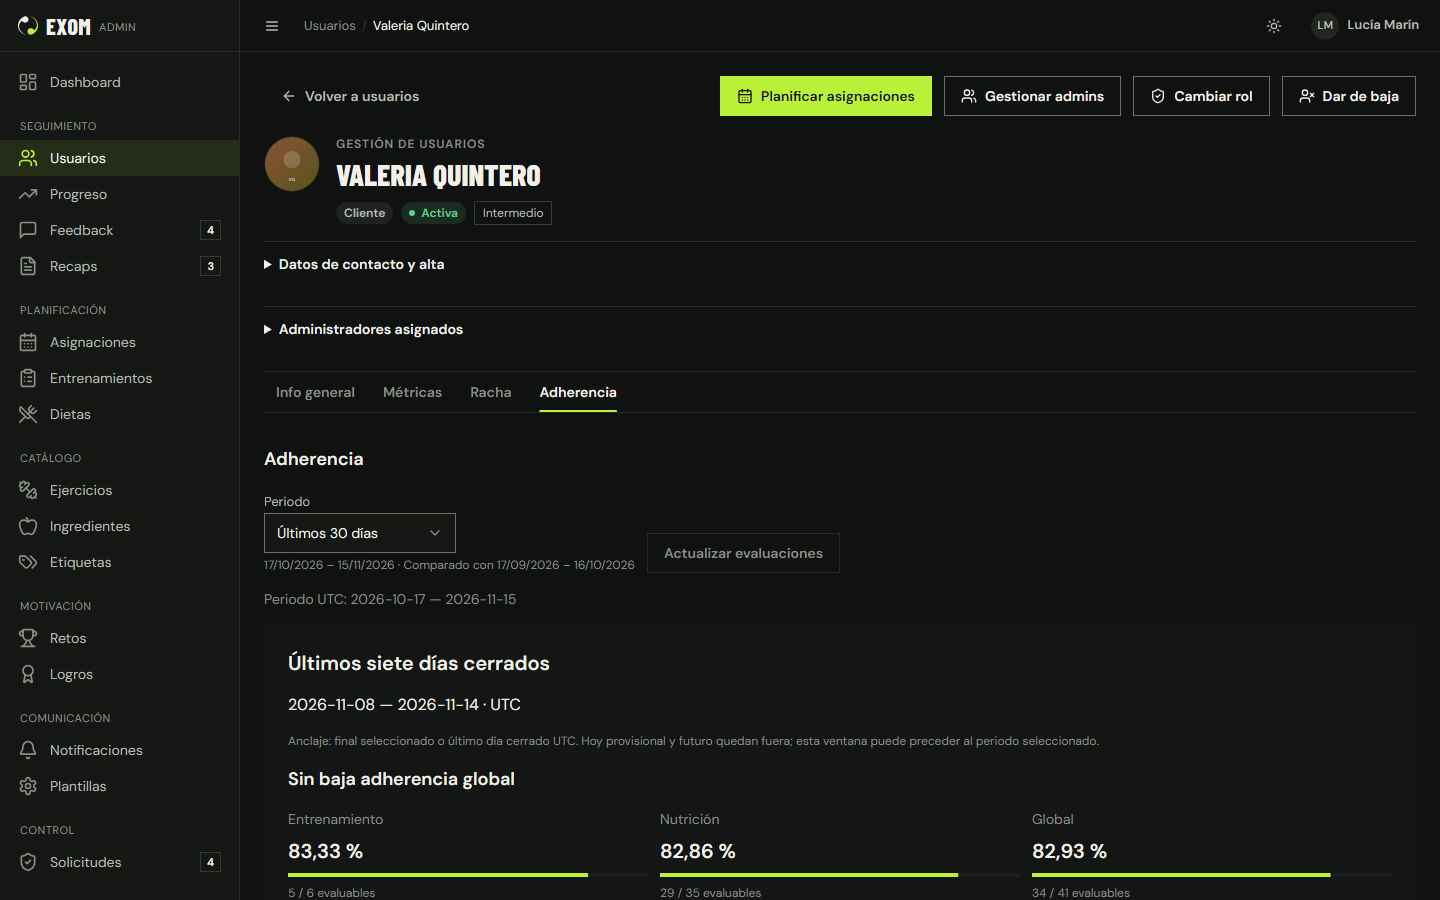 EXOM ADMIN
Usuarios / Valeria Quintero
LM Lucía Marín
Dashboard
SEGUIMIENTO
Usuarios
Progreso
Feedback 4
Recaps 3
PLANIFICACIÓN
Asignaciones
Entrenamientos
Dietas
CATÁLOGO
Ejercicios
Ingredientes
Etiquetas
MOTIVACIÓN
Retos
Logros
COMUNICACIÓN
Notificaciones
Plantillas
CONTROL
Solicitudes 4
Volver a usuarios
Planificar asignaciones
Gestionar admins
Cambiar rol
Dar de baja
GESTIÓN DE USUARIOS
VALERIA QUINTERO
Cliente
Activa
Intermedio
Datos de contacto y alta
Administradores asignados
Info general Métricas Racha Adherencia
Adherencia
Periodo
Últimos 30 días
17/10/2026 – 15/11/2026 · Comparado con 17/09/2026 – 16/10/2026
Actualizar evaluaciones
Periodo UTC: 2026-10-17 — 2026-11-15
Últimos siete días cerrados
2026-11-08 — 2026-11-14 · UTC
Anclaje: final seleccionado o último día cerrado UTC. Hoy provisional y futuro quedan fuera; esta ventana puede preceder al periodo seleccionado.
Sin baja adherencia global
Entrenamiento Nutrición Global
83,33 % 82,86 % 82,93 %
5 / 6 evaluables 29 / 35 evaluables 34 / 41 evaluables